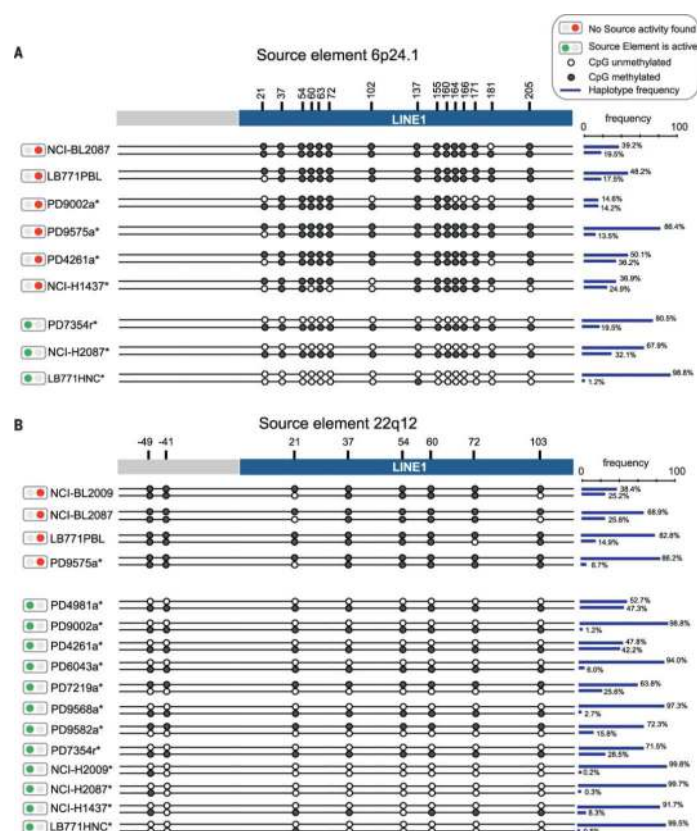 No Source activity found
Source Element is active
CpG unmethylated
CpG methylated
Haplotype frequency
A
Source element 6p24.1
21 37 54 60 63 72 102 137 155 160 164 166 171 181 205
LINE1
frequency
0 100
NCI-BL2087 39.2%
19.5%
LB771PBL 48.2%
17.5%
PD9002a* 14.6%
14.2%
PD9575a* 86.4%
13.5%
PD4261a* 50.1%
36.2%
NCI-H1437* 36.9%
24.9%
PD7354r* 80.5%
19.5%
NCI-H2087* 67.9%
32.1%
LB771HNC* 98.8%
1.2%
B
Source element 22q12
-49 -41 21 37 54 60 72 103
LINE1
frequency
0 100
NCI-BL2009 38.4%
25.2%
NCI-BL2087 68.9%
25.8%
LB771PBL 82.8%
14.9%
PD9575a* 88.2%
6.7%
PD4981a* 52.7%
47.3%
PD9002a* 98.8%
1.2%
PD4261a* 47.8%
42.2%
PD6043a* 94.0%
6.0%
PD7219a* 63.8%
25.6%
PD9568a* 97.3%
2.7%
PD9582a* 72.3%
15.8%
PD7354r* 71.5%
28.5%
NCI-H2009* 99.8%
0.2%
NCI-H2087* 99.7%
0.3%
NCI-H1437* 91.7%
8.3%
LB771HNC* 99.5%